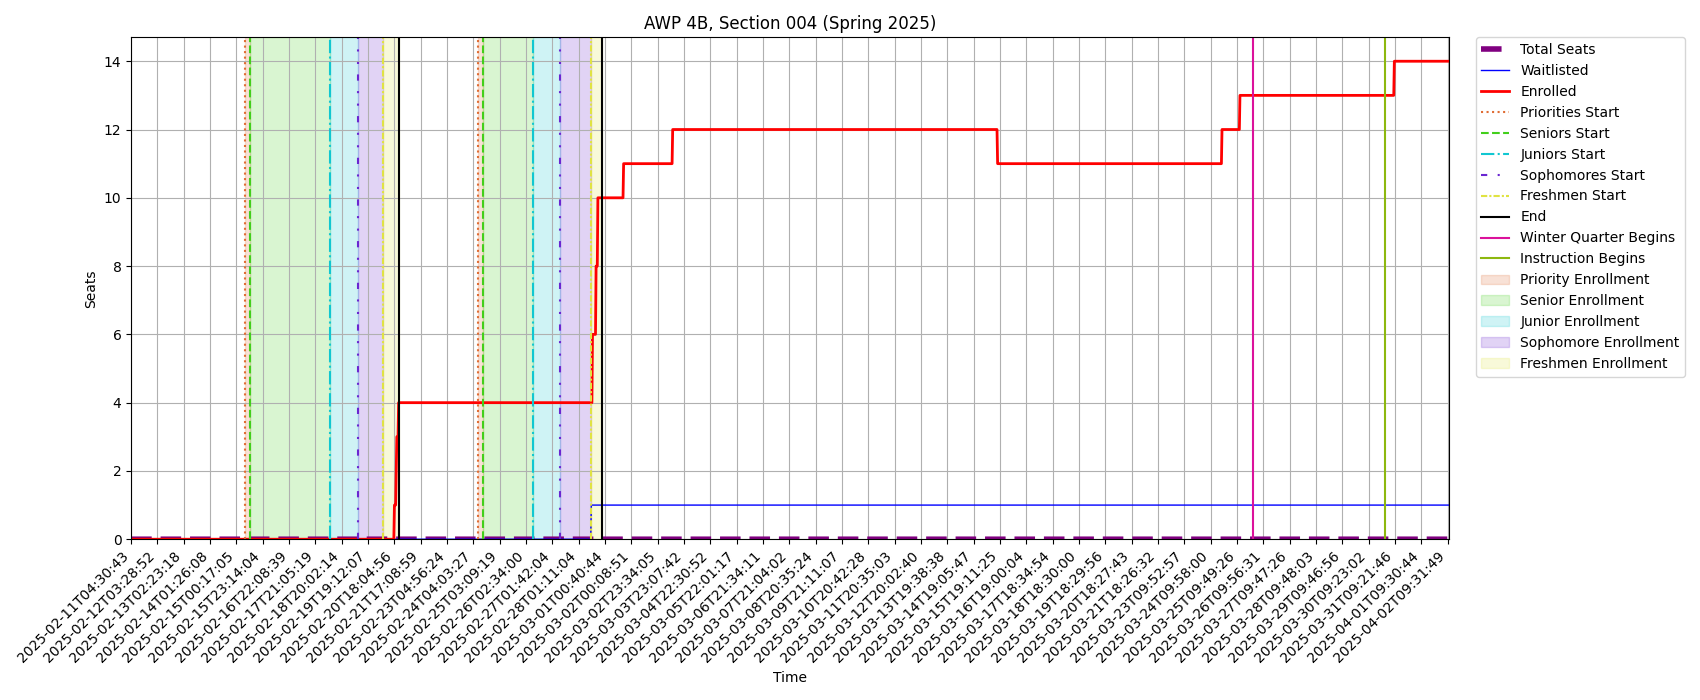 AWP 4B, Section 004 (Spring 2025)
14
12
10
8
6
4
2
0
Seats
2025-02-11T04:30:43
2025-02-12T03:28:52
2025-02-13T02:23:18
2025-02-14T01:26:08
2025-02-15T00:17:05
2025-02-15T23:14:04
2025-02-16T22:08:39
2025-02-17T21:05:19
2025-02-18T20:02:14
2025-02-19T19:12:07
2025-02-20T18:04:56
2025-02-21T17:08:59
2025-02-23T04:56:24
2025-02-24T04:03:27
2025-02-25T03:09:19
2025-02-26T02:34:00
2025-02-27T01:42:04
2025-02-28T01:11:04
2025-03-01T00:40:44
2025-03-02T00:08:51
2025-03-02T23:34:05
2025-03-03T23:07:42
2025-03-04T22:30:52
2025-03-05T22:01:17
2025-03-06T21:34:11
2025-03-07T21:04:02
2025-03-08T20:35:24
2025-03-09T21:11:07
2025-03-10T20:42:28
2025-03-11T20:35:03
2025-03-12T20:02:40
2025-03-13T19:38:38
2025-03-14T19:05:47
2025-03-15T19:11:25
2025-03-16T19:00:04
2025-03-17T18:34:54
2025-03-18T18:30:00
2025-03-19T18:29:56
2025-03-20T18:27:43
2025-03-21T18:26:32
2025-03-23T09:52:57
2025-03-24T09:58:00
2025-03-25T09:49:26
2025-03-26T09:56:31
2025-03-27T09:47:26
2025-03-28T09:48:03
2025-03-29T09:46:56
2025-03-30T09:23:02
2025-03-31T09:21:46
2025-04-01T09:30:44
2025-04-02T09:31:49
Time
Total Seats
Waitlisted
Enrolled
Priorities Start
Seniors Start
Juniors Start
Sophomores Start
Freshmen Start
End
Winter Quarter Begins
Instruction Begins
Priority Enrollment
Senior Enrollment
Junior Enrollment
Sophomore Enrollment
Freshmen Enrollment